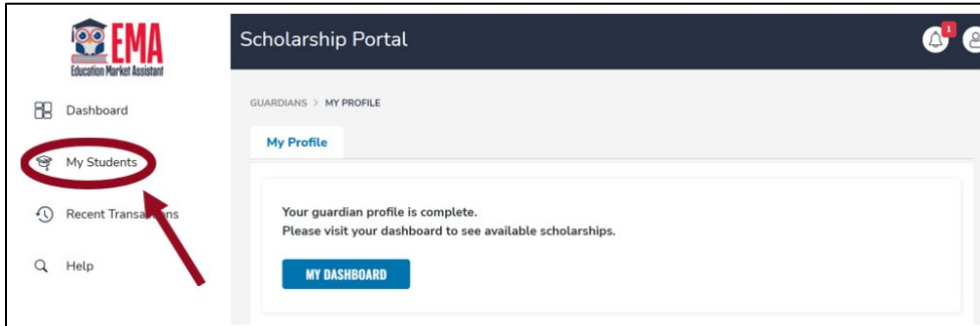 EMA
Education Market Assistant
Scholarship Portal
1
Dashboard
My Students
Recent Transactions
Help
GUARDIANS > MY PROFILE
My Profile
Your guardian profile is complete.
Please visit your dashboard to see available scholarships.
MY DASHBOARD